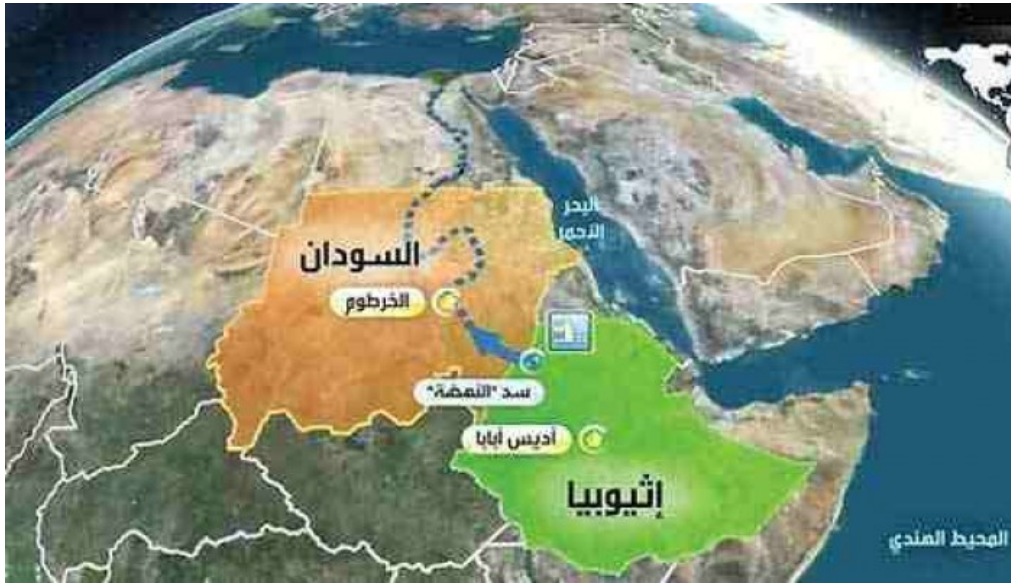 البحر
الأحمر
السودان
الخرطوم
سد "النهضة"
أديس أبابا
إثيوبيا
المحيط الهندي